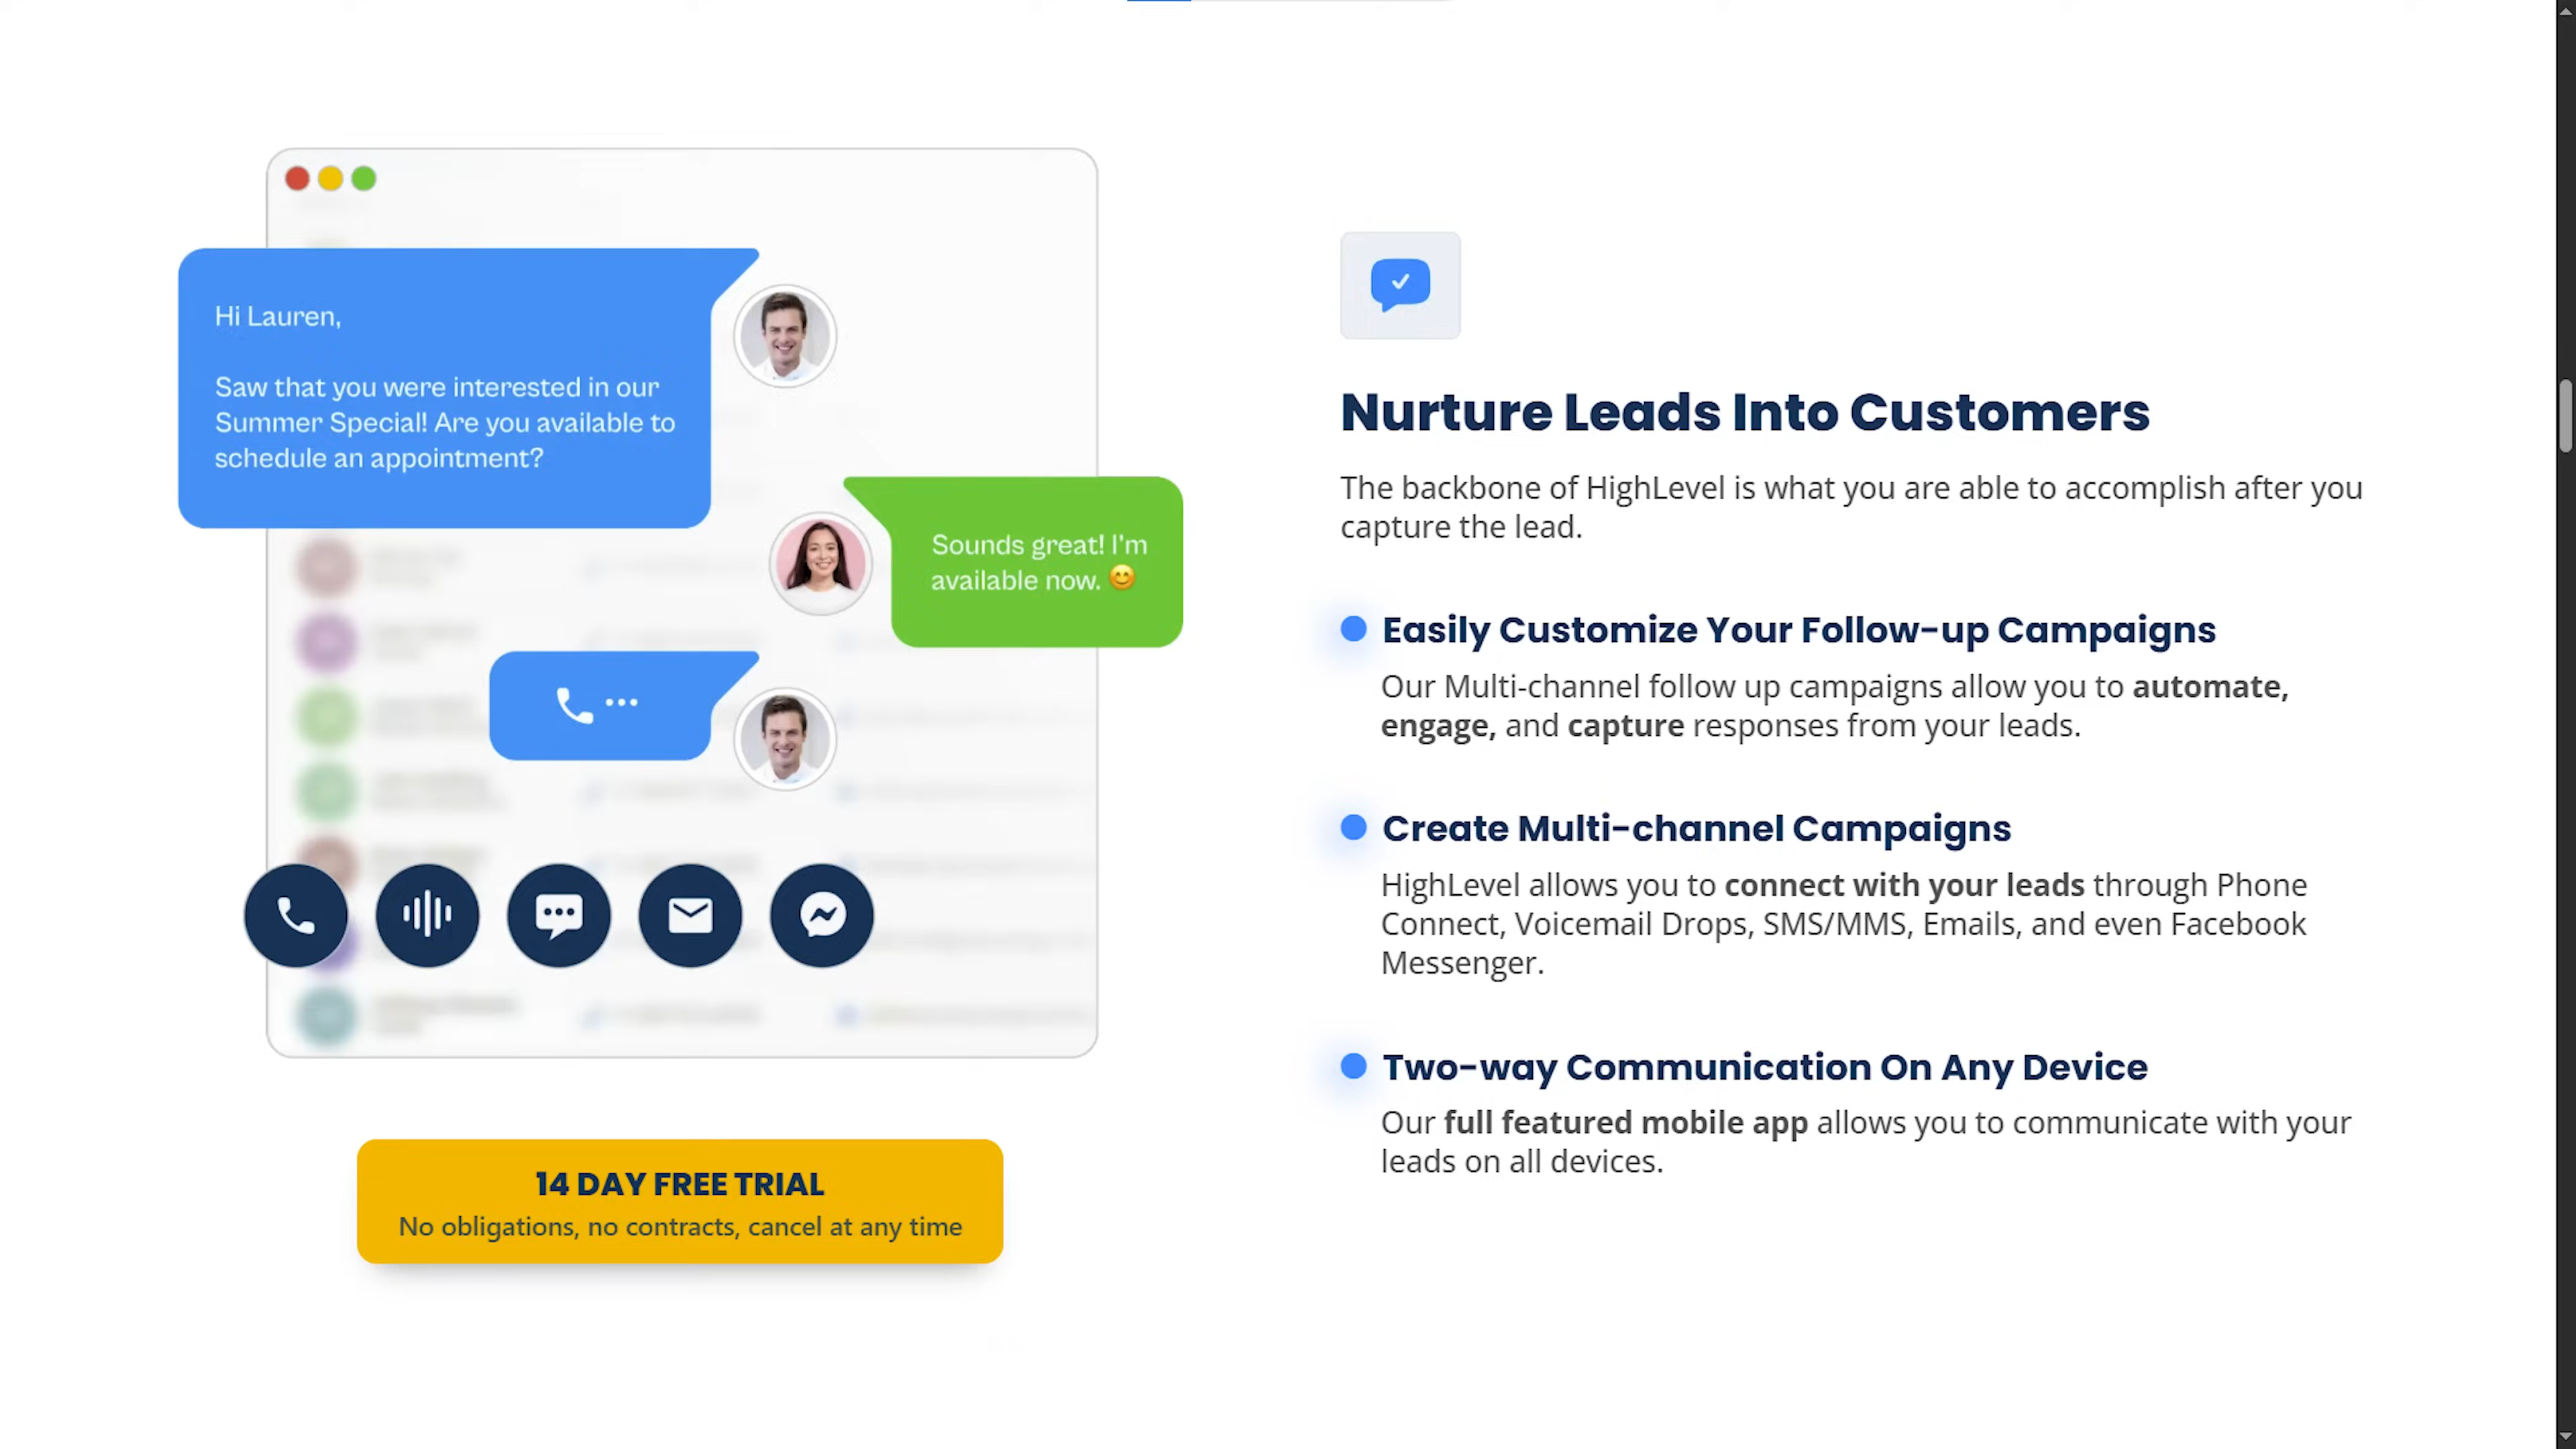 Hi Lauren,
Saw that you were interested in our
Summer Special! Are you available to
schedule an appointment?
Sounds great! I'm
available now. 😊
14 DAY FREE TRIAL
No obligations, no contracts, cancel at any time
Nurture Leads Into Customers
The backbone of HighLevel is what you are able to accomplish after you
capture the lead.
Easily Customize Your Follow-up Campaigns
Our Multi-channel follow up campaigns allow you to automate,
engage, and capture responses from your leads.
Create Multi-channel Campaigns
HighLevel allows you to connect with your leads through Phone
Connect, Voicemail Drops, SMS/MMS, Emails, and even Facebook
Messenger.
Two-way Communication On Any Device
Our full featured mobile app allows you to communicate with your
leads on all devices.